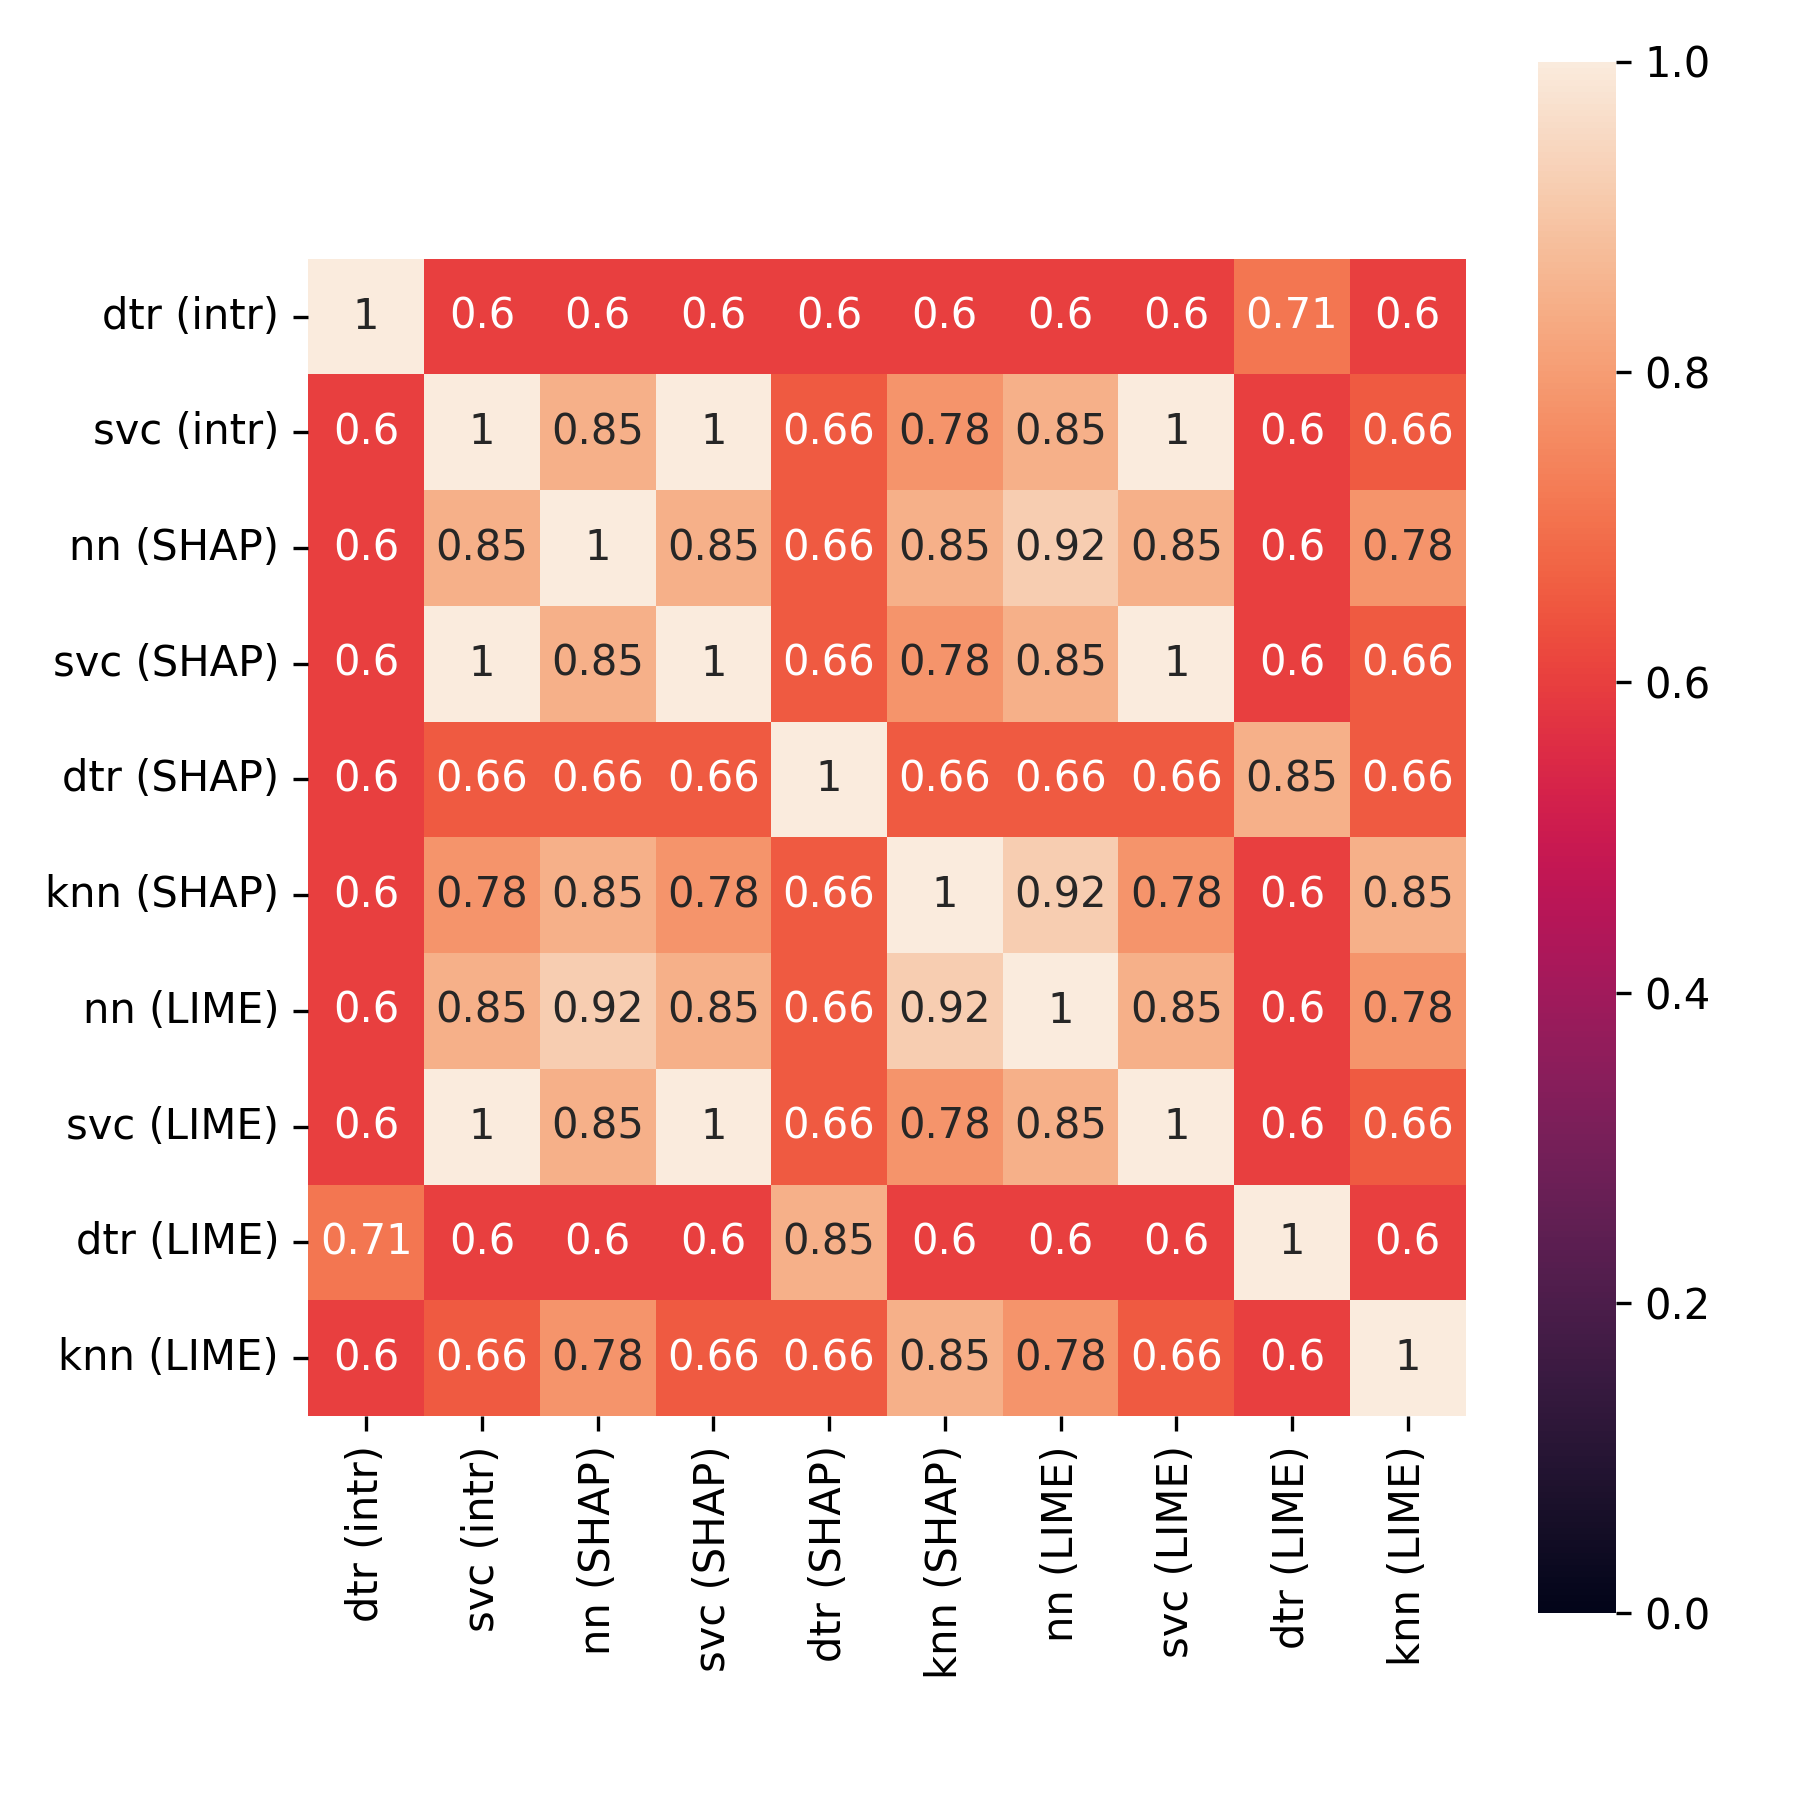 1.0
0.8
0.6
0.4
0.2
0.0
dtr (intr) 1 0.6 0.6 0.6 0.6 0.6 0.6 0.6 0.71 0.6
svc (intr) 0.6 1 0.85 1 0.66 0.78 0.85 1 0.6 0.66
nn (SHAP) 0.6 0.85 1 0.85 0.66 0.85 0.92 0.85 0.6 0.78
svc (SHAP) 0.6 1 0.85 1 0.66 0.78 0.85 1 0.6 0.66
dtr (SHAP) 0.6 0.66 0.66 0.66 1 0.66 0.66 0.66 0.85 0.66
knn (SHAP) 0.6 0.78 0.85 0.78 0.66 1 0.92 0.78 0.6 0.85
nn (LIME) 0.6 0.85 0.92 0.85 0.66 0.92 1 0.85 0.6 0.78
svc (LIME) 0.6 1 0.85 1 0.66 0.78 0.85 1 0.6 0.66
dtr (LIME) 0.71 0.6 0.6 0.6 0.85 0.6 0.6 0.6 1 0.6
knn (LIME) 0.6 0.66 0.78 0.66 0.66 0.85 0.78 0.66 0.6 1
dtr (intr)
svc (intr)
nn (SHAP)
svc (SHAP)
dtr (SHAP)
knn (SHAP)
nn (LIME)
svc (LIME)
dtr (LIME)
knn (LIME)